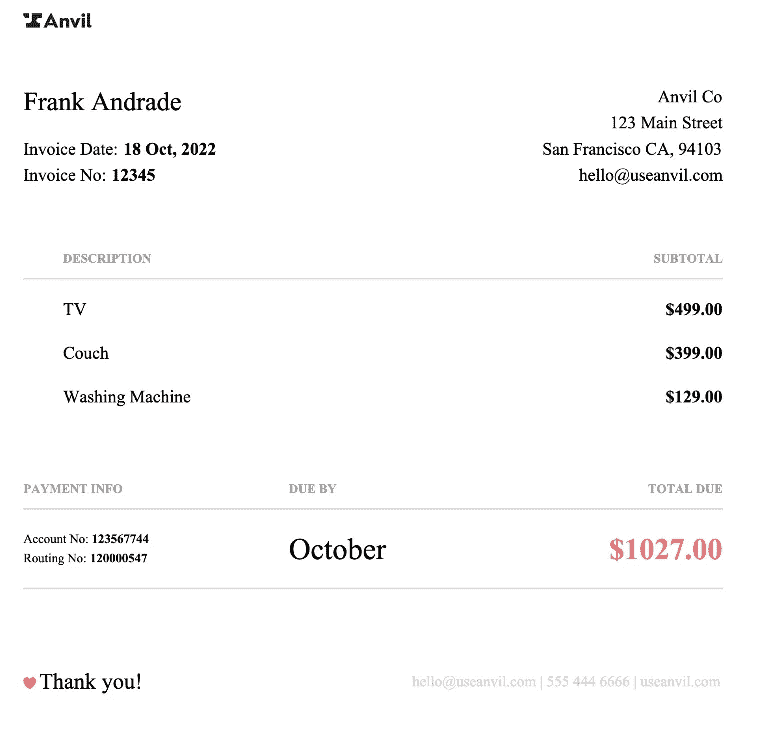 Anvil
Frank Andrade
Invoice Date: 18 Oct, 2022
Invoice No: 12345
Anvil Co
123 Main Street
San Francisco CA, 94103
hello@useanvil.com
DESCRIPTION SUBTOTAL
TV $499.00
Couch $399.00
Washing Machine $129.00
PAYMENT INFO DUE BY TOTAL DUE
Account No: 123567744
Routing No: 120000547
October $1027.00
Thank you!
hello@useanvil.com | 555 444 6666 | useanvil.com